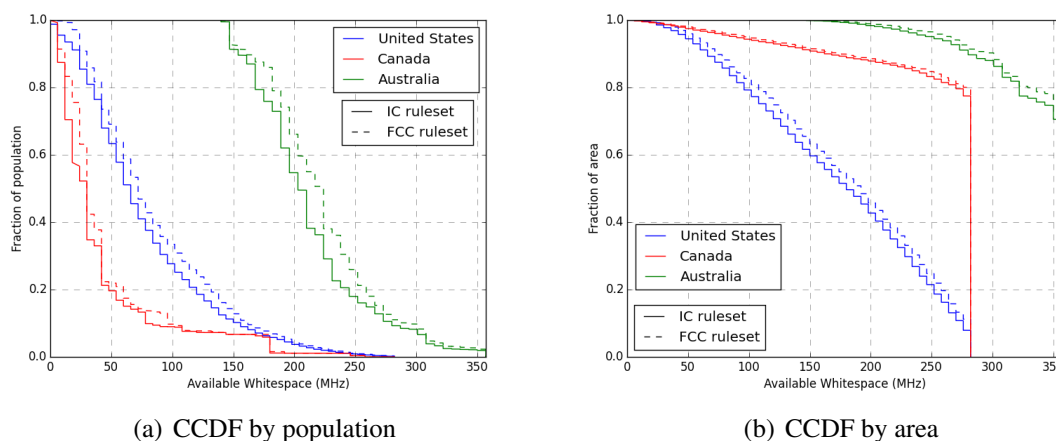 1.0
0.8
0.6
0.4
0.2
0.0
Fraction of population
0 50 100 150 200 250 300 350
Available Whitespace (MHz)
United States
Canada
Australia
IC ruleset
FCC ruleset
(a) CCDF by population
1.0
0.8
0.6
0.4
0.2
0.0
Fraction of area
0 50 100 150 200 250 300 350
Available Whitespace (MHz)
United States
Canada
Australia
IC ruleset
FCC ruleset
(b) CCDF by area